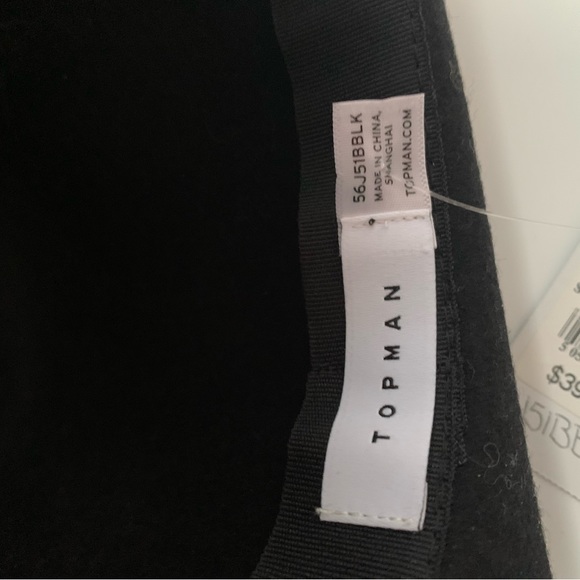 56J51BBLK
MADE IN CHINA,
SHANGHAI
TOPMAN.COM
TOPMAN
$39